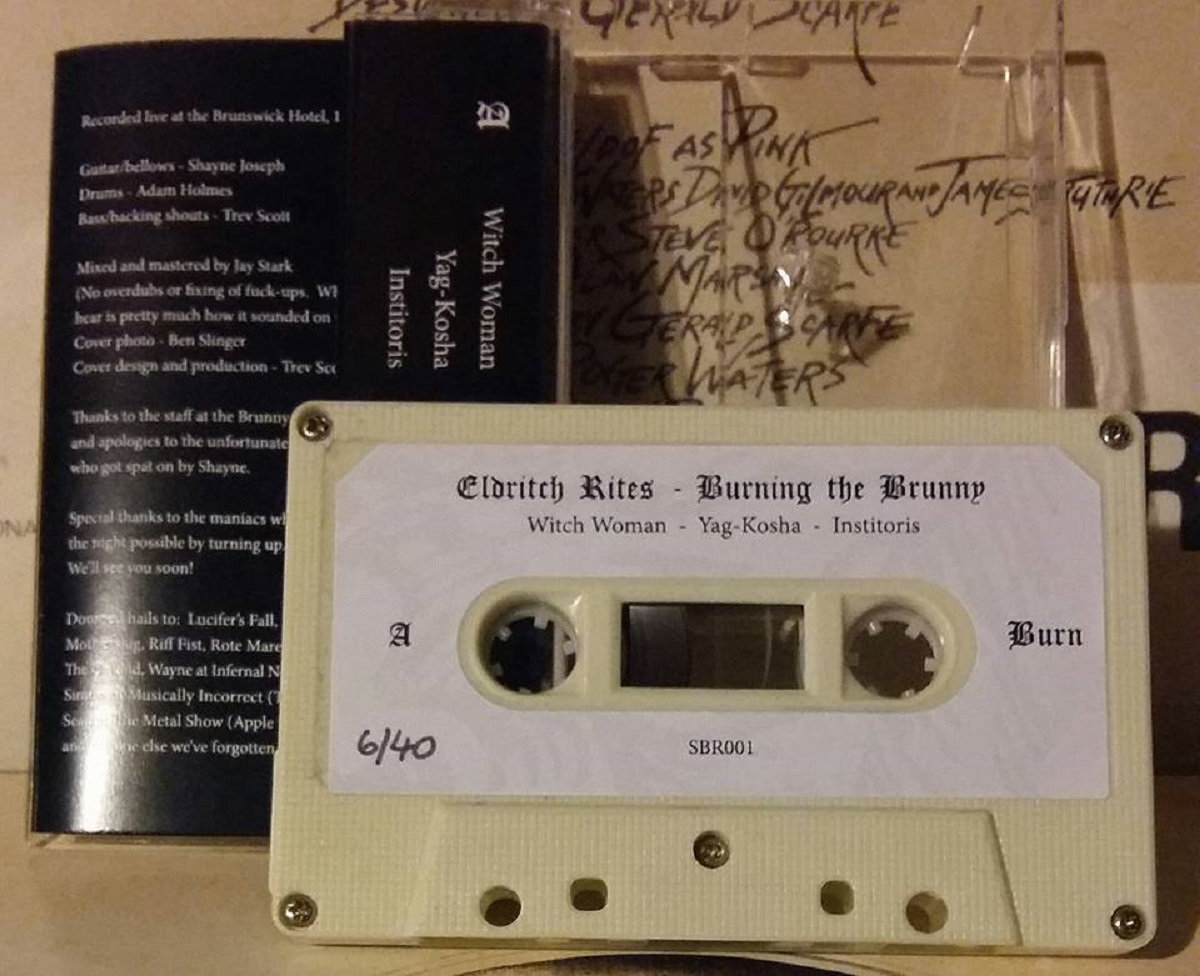 GERALD SCARFE
Recorded live at the Brunswick Hotel,
Guitar/bellows - Shayne Joseph
Drums - Adam Holmes
Bass/backing shouts - Trev Scott
Mixed and mastered by Jay Stark
(No overdubs or fixing of fuck-ups.
hear is pretty much how it sounded on
Cover photo - Ben Slinger
Cover design and production - Trev
Thanks to the staff at the Brunny
and apologies to the unfortunate
who got spat on by Shayne.
Special thanks to the maniacs
the night possible by turning up.
We'll see you soon!
hails to: Lucifer's Fall,
Riff Fist, Rote Mare
Wayne at Infernal
Musically Incorrect
Metal Show (Apple
else we've forgotten
A
Witch Woman
Yag-Kosha
Institoris
AS PINK
WATERS DAVID GILMOUR AND JAMES GUTHRIE
STEVE O'ROURKE
GERALD SCARFE
WATERS
R
Eldritch Rites - Burning the Brunny
Witch Woman - Yag-Kosha - Institoris
A
Burn
6/40
SBR001